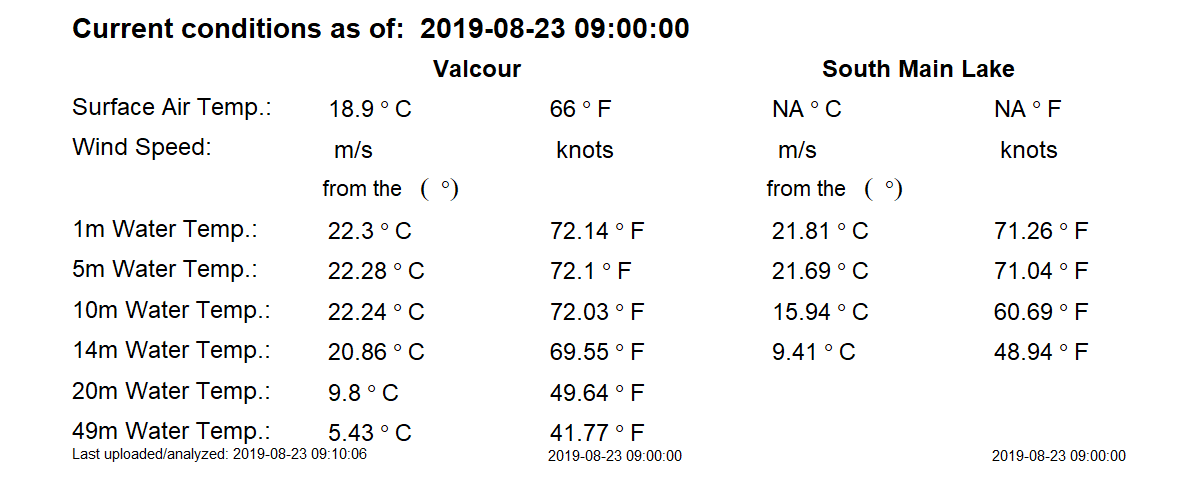 Current conditions as of: 2019-08-23 09:00:00
Valcour South Main Lake
Surface Air Temp.: 18.9 ° C 66 ° F NA ° C NA ° F
Wind Speed: m/s knots m/s knots
from the ( °) from the ( °)
1m Water Temp.: 22.3 ° C 72.14 ° F 21.81 ° C 71.26 ° F
5m Water Temp.: 22.28 ° C 72.1 ° F 21.69 ° C 71.04 ° F
10m Water Temp.: 22.24 ° C 72.03 ° F 15.94 ° C 60.69 ° F
14m Water Temp.: 20.86 ° C 69.55 ° F 9.41 ° C 48.94 ° F
20m Water Temp.: 9.8 ° C 49.64 ° F
49m Water Temp.: 5.43 ° C 41.77 ° F
Last uploaded/analyzed: 2019-08-23 09:10:06 2019-08-23 09:00:00 2019-08-23 09:00:00